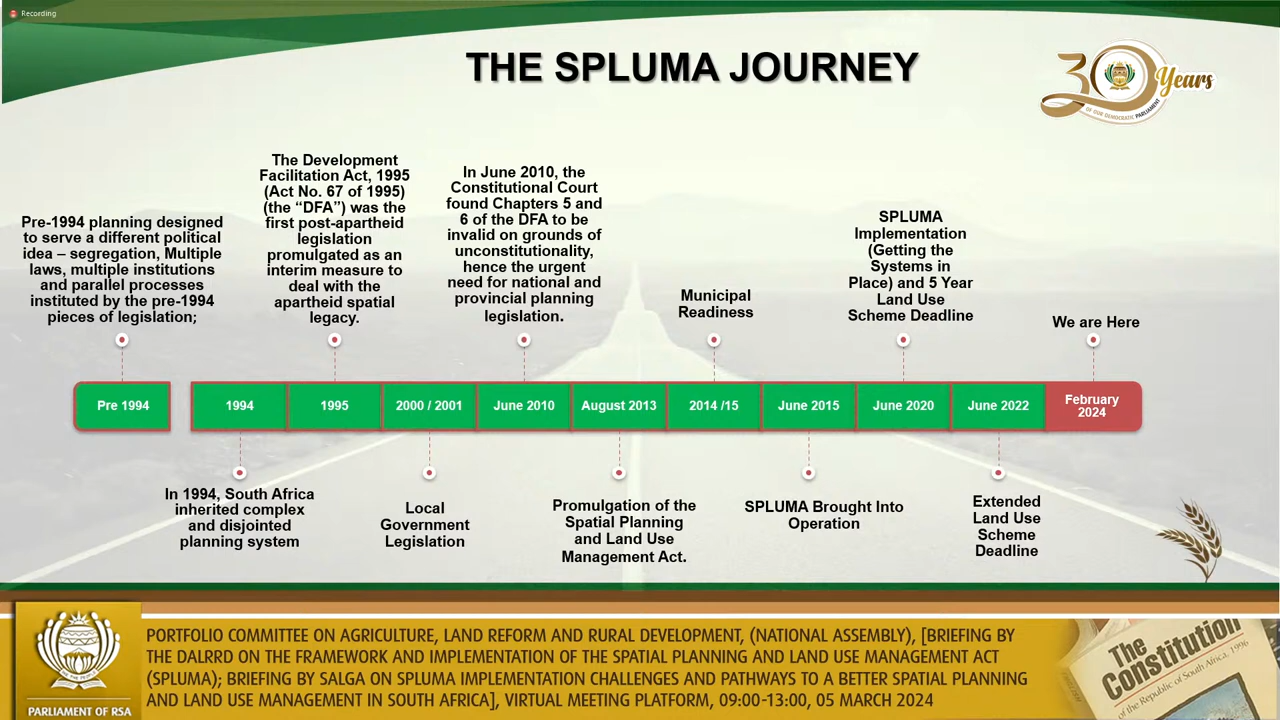 Recording
THE SPLUMA JOURNEY
30 Years
OF OUR DEMOCRATIC PARLIAMENT
Pre-1994 planning designed
to serve a different political
idea – segregation, Multiple
laws, multiple institutions
and parallel processes
instituted by the pre-1994
pieces of legislation;
The Development
Facilitation Act, 1995
(Act No. 67 of 1995)
(the “DFA”) was the
first post-apartheid
legislation
promulgated as an
interim measure to
deal with the
apartheid spatial
legacy.
In June 2010, the
Constitutional Court
found Chapters 5 and
6 of the DFA to be
invalid on grounds of
unconstitutionality,
hence the urgent
need for national and
provincial planning
legislation.
Municipal
Readiness
SPLUMA
Implementation
(Getting the
Systems in
Place) and 5 Year
Land Use
Scheme Deadline
We are Here
Pre 1994
1994
1995
2000 / 2001
June 2010
August 2013
2014 /15
June 2015
June 2020
June 2022
February
2024
In 1994, South Africa
inherited complex
and disjointed
planning system
Local
Government
Legislation
Promulgation of the
Spatial Planning
and Land Use
Management Act.
SPLUMA Brought Into
Operation
Extended
Land Use
Scheme
Deadline
PORTFOLIO COMMITTEE ON AGRICULTURE, LAND REFORM AND RURAL DEVELOPMENT, (NATIONAL ASSEMBLY), [BRIEFING BY
THE DALRRD ON THE FRAMEWORK AND IMPLEMENTATION OF THE SPATIAL PLANNING AND LAND USE MANAGEMENT ACT
(SPLUMA); BRIEFING BY SALGA ON SPLUMA IMPLEMENTATION CHALLENGES AND PATHWAYS TO A BETTER SPATIAL PLANNING
AND LAND USE MANAGEMENT IN SOUTH AFRICA], VIRTUAL MEETING PLATFORM, 09:00-13:00, 05 MARCH 2024
PARLIAMENT OF RSA
The
Constitution
of the Republic of South Africa, 1996